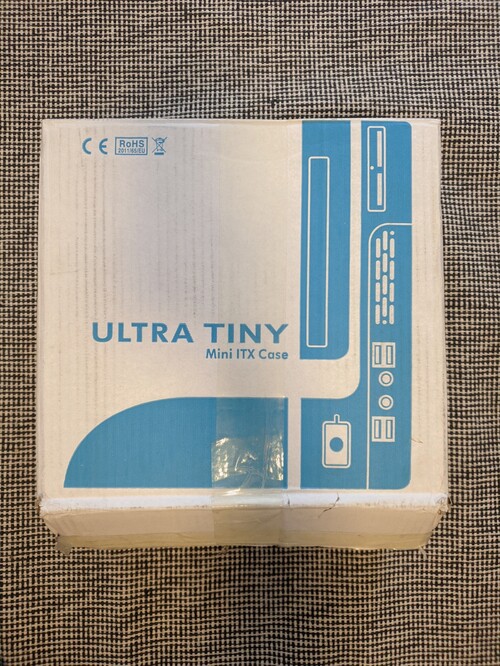 CE
RoHS
2011/65/EU
ULTRA TINY
Mini ITX Case